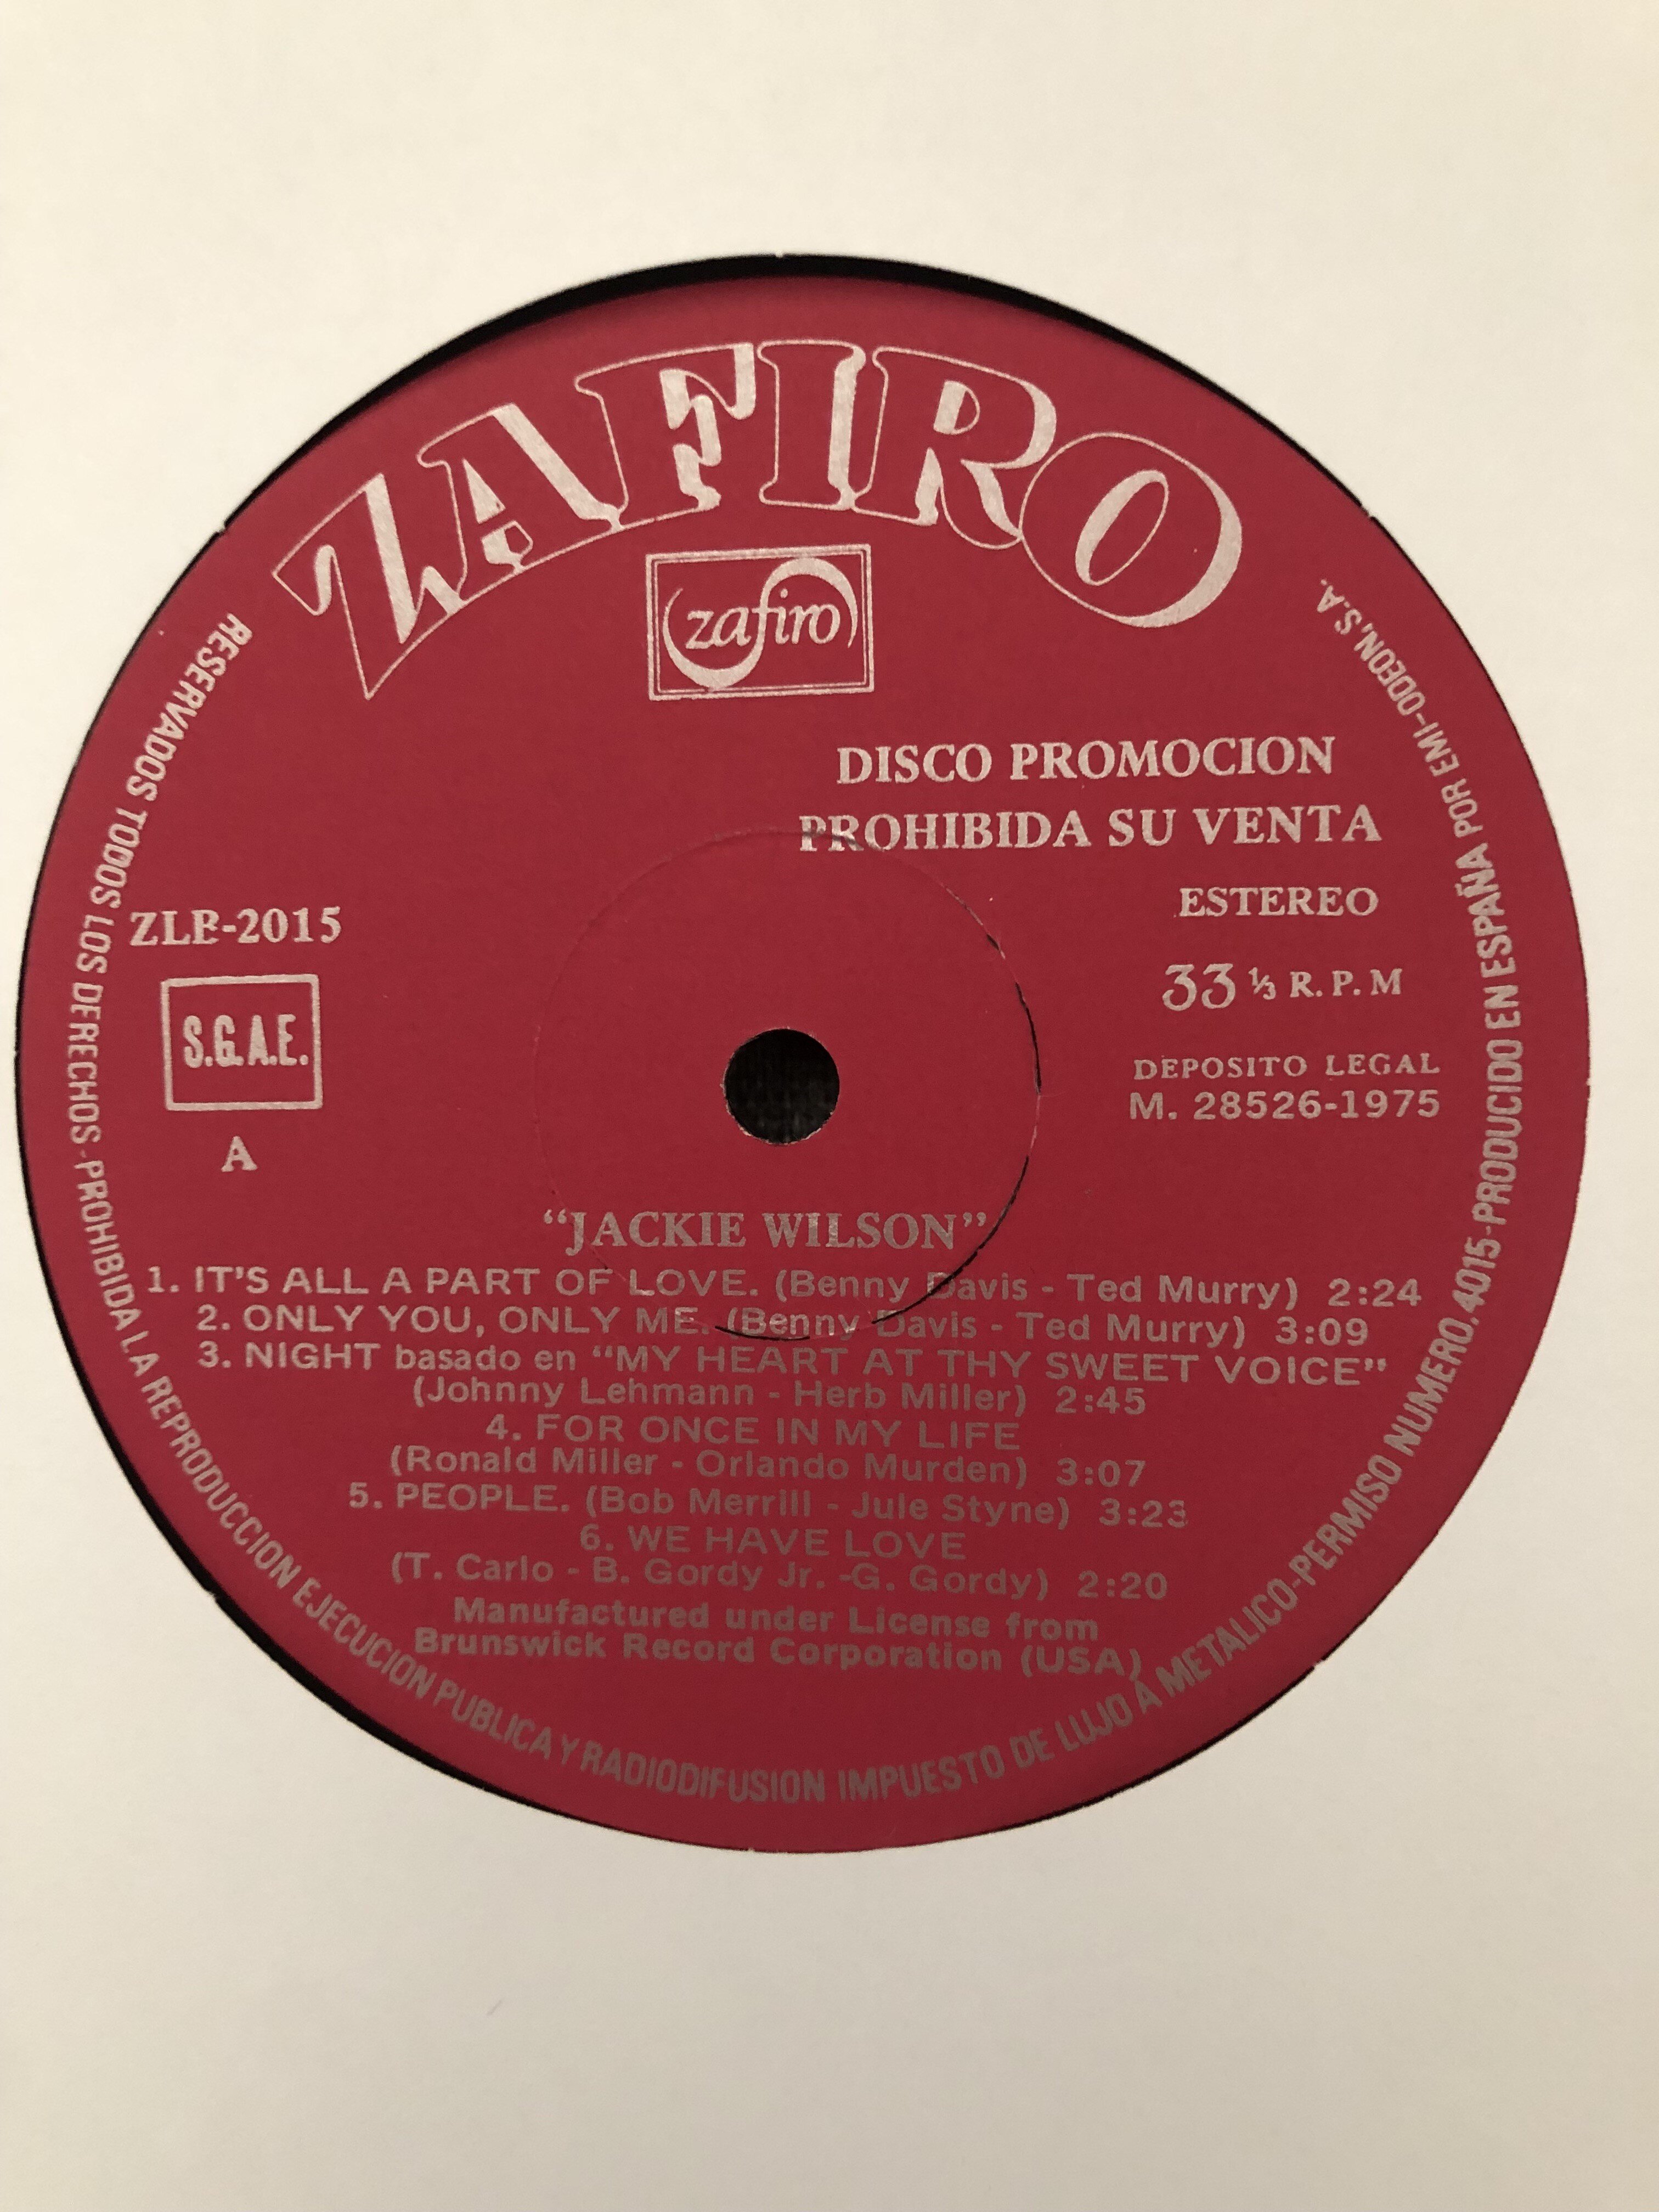 ZAFIRO
zafiro
DISCO PROMOCION
PROHIBIDA SU VENTA
ESTEREO
33 ⅓ R.P.M
DEPOSITO LEGAL
M. 28526-1975
ZLB-2015
S.G.A.E.
A
"JACKIE WILSON"
1. IT'S ALL A PART OF LOVE. (Benny Davis - Ted Murry) 2:24
2. ONLY YOU, ONLY ME. (Benny Davis - Ted Murry) 3:09
3. NIGHT basado en "MY HEART AT THY SWEET VOICE"
(Johnny Lehmann - Herb Miller) 2:45
4. FOR ONCE IN MY LIFE
(Ronald Miller - Orlando Murden) 3:07
5. PEOPLE. (Bob Merrill - Jule Styne) 3:23
6. WE HAVE LOVE
(T. Carlo - B. Gordy Jr. -G. Gordy) 2:20
Manufactured under License from
Brunswick Record Corporation (USA)
RESERVADOS TODOS LOS DERECHOS-PROHIBIDA LA REPRODUCCION EJECUCION PUBLICA Y RADIODIFUSION IMPUESTO DE LUJO A METALICO-PERMISO NUMERO.4015-PRODUCIDO EN ESPAÑA POR EMI-ODEON,S.A.